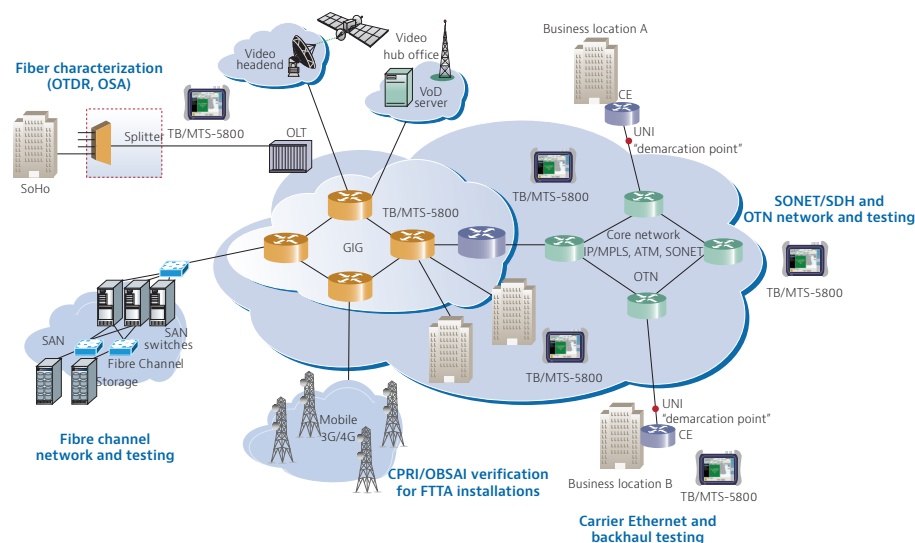 Business location A
Video
headend
Video
hub office
Fiber characterization
(OTDR, OSA)
VoD
server
CE
Splitter
TB/MTS-5800
OLT
UNI
"demarcation point"
SoHo
TB/MTS-5800
TB/MTS-5800
SONET/SDH and
OTN network and testing
GIG
Core network
IP/MPLS, ATM, SONET
OTN
TB/MTS-5800
SAN
SAN
switches
Fibre Channel
Storage
TB/MTS-5800
Mobile
3G/4G
UNI
"demarcation point"
CE
Fibre channel
network and testing
CPRI/OBSAI verification
for FTTA installations
Business location B
TB/MTS-5800
Carrier Ethernet and
backhaul testing